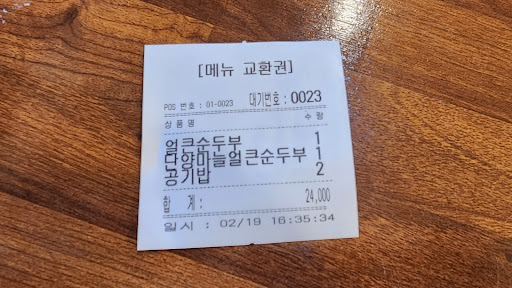 [메뉴 교환권]
POS 번호 : 01-0023 대기번호 : 0023
상품명 수량
얼큰순두부 1
단양마늘얼큰순두부 1
공기밥 2
합 계 : 24,000
일시 : 02/19 16:35:34